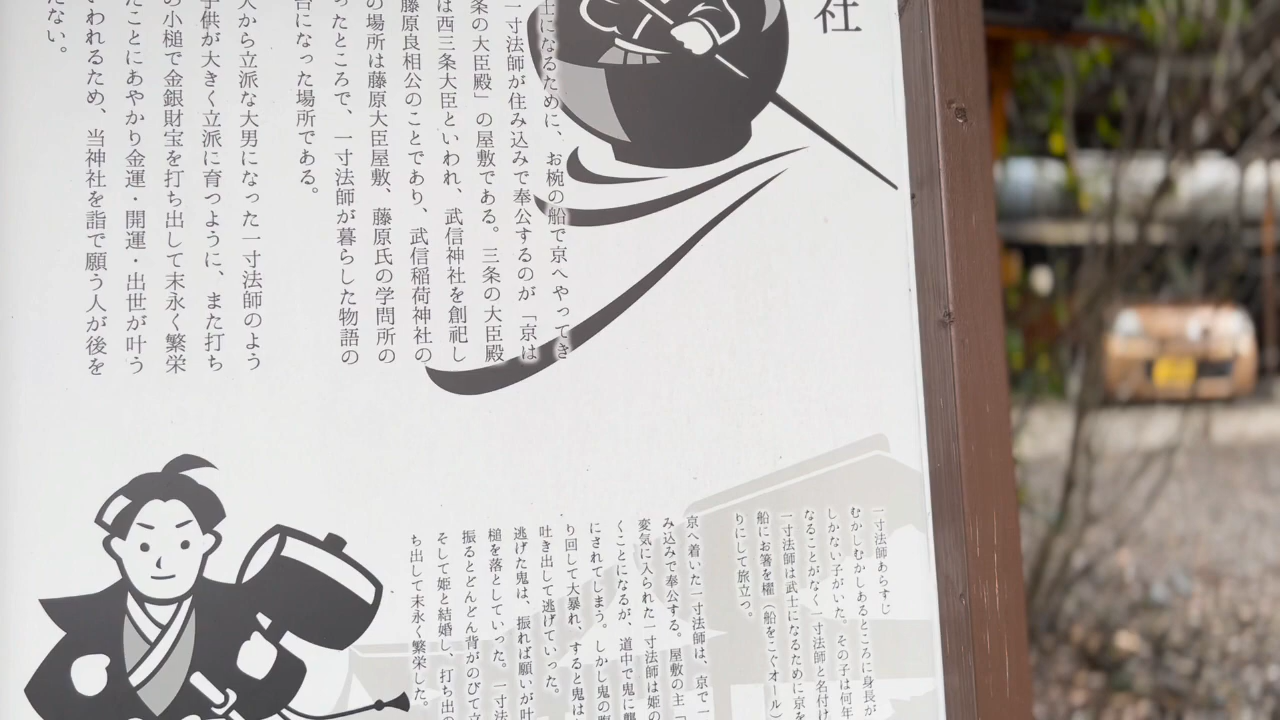 社
士になるために、お椀の船で京へやってき
一寸法師が住み込みで奉公するのが「京は
条の大臣殿」の屋敷である。三条の大臣殿
は西三条大臣といわれ、武信神社を創祀し
藤原良相公のことであり、武信稲荷神社の
の場所は藤原大臣屋敷、藤原氏の学問所の
ったところで、一寸法師が暮らした物語の
台になった場所である。
人から立派な大男になった一寸法師のよう
子供が大きく立派に育つように、また打ち
の小槌で金銀財宝を打ち出して末永く繁栄
たことにあやかり金運・開運・出世が叶う
いわれるため、当神社を詣で願う人が後を
たない。
一寸法師あらすじ
むかしむかしあるところに身長が
しかない子がいた。その子は何年
なることがなく一寸法師と名付け
一寸法師は武士になるために京を
船にお箸を櫂(船をこぐオール)
りにして旅立つ。
京へ着いた一寸法師は、京で一
み込みで奉公する。屋敷の主「
変気に入られた一寸法師は姫の
くことになるが、道中で鬼に襲
にされてしまう。しかし鬼の
り回して大暴れ、すると鬼は
吐き出して逃げていった。
逃げた鬼は、振れば願いが叶
槌を落としていった。一寸法
振るとどんどん背がのびて立
そして姫と結婚し、打ち出の
ち出して末永く繁栄した。